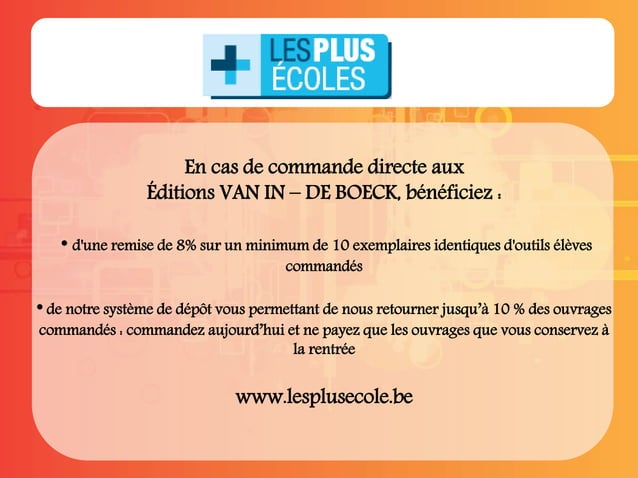 LES PLUS
ÉCOLES
En cas de commande directe aux
Éditions VAN IN – DE BOECK, bénéficiez :
• d'une remise de 8% sur un minimum de 10 exemplaires identiques d'outils élèves
commandés
• de notre système de dépôt vous permettant de nous retourner jusqu’à 10 % des ouvrages
commandés : commandez aujourd’hui et ne payez que les ouvrages que vous conservez à
la rentrée
www.lesplusecole.be